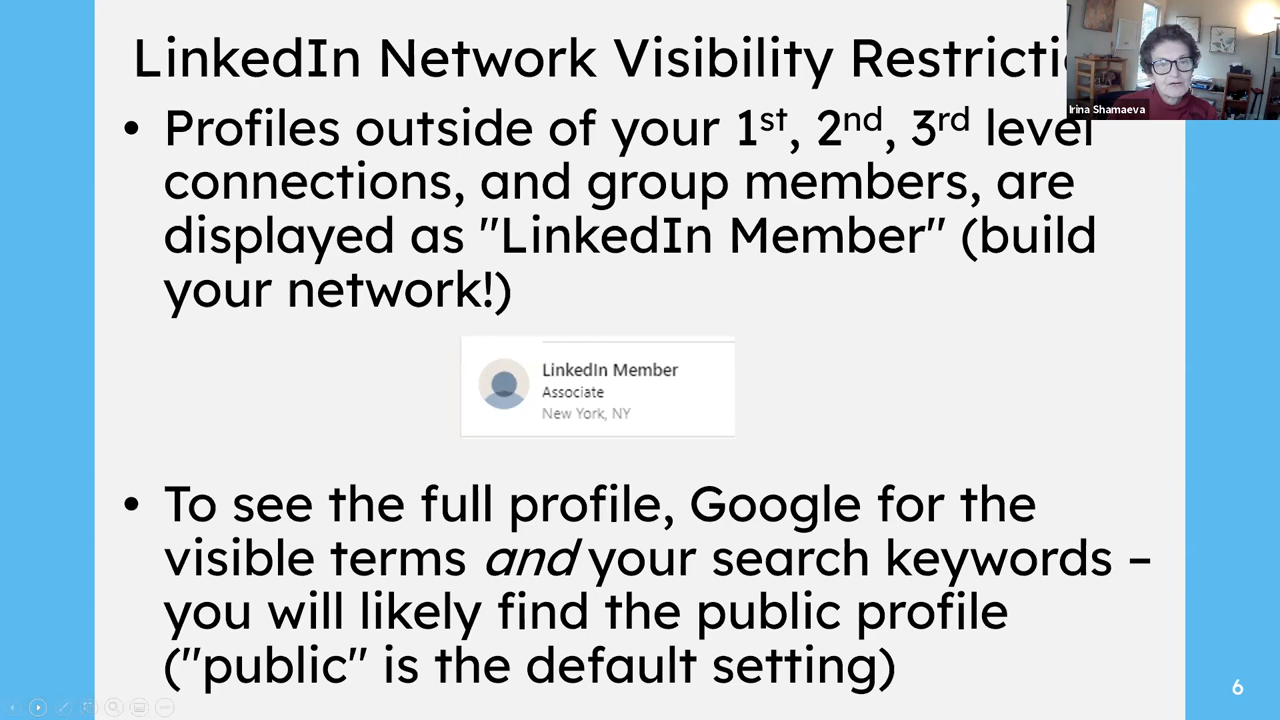 LinkedIn Network Visibility
Irina Shamaeva
• Profiles outside of your 1st, 2nd, 3rd level
connections, and group members, are
displayed as "LinkedIn Member" (build
your network!)
LinkedIn Member
Associate
New York, NY
• To see the full profile, Google for the
visible terms and your search keywords –
you will likely find the public profile
("public" is the default setting)
6